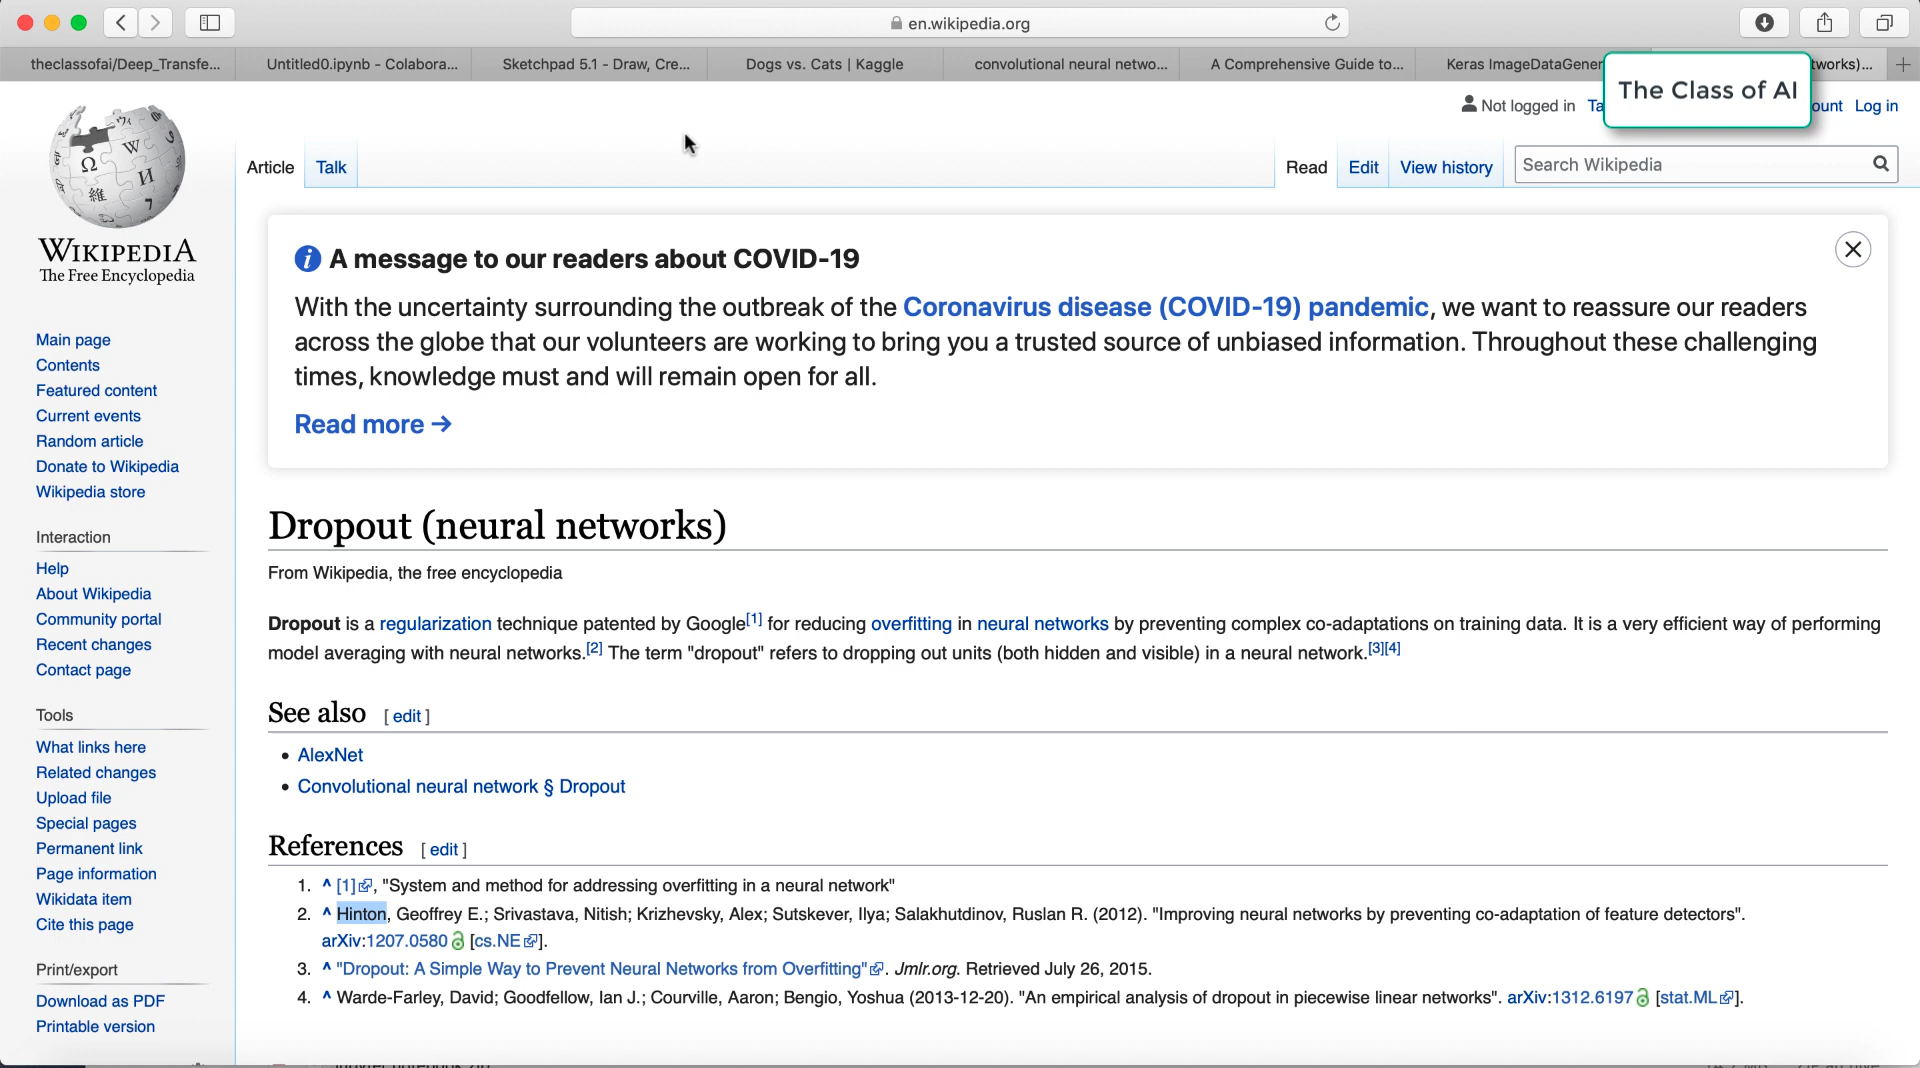 en.wikipedia.org
theclassofai/Deep_Transfe...
Untitled0.ipynb - Colabora...
Sketchpad 5.1 - Draw, Cre...
Dogs vs. Cats | Kaggle
convolutional neural netwo...
A Comprehensive Guide to...
Keras ImageDataGener
tworks)...
The Class of AI
Not logged in
Ta
ount
Log in
Article
Talk
Read
Edit
View history
Search Wikipedia
WIKIPEDIA
The Free Encyclopedia
Main page
Contents
Featured content
Current events
Random article
Donate to Wikipedia
Wikipedia store
Interaction
Help
About Wikipedia
Community portal
Recent changes
Contact page
Tools
What links here
Related changes
Upload file
Special pages
Permanent link
Page information
Wikidata item
Cite this page
Print/export
Download as PDF
Printable version
A message to our readers about COVID-19
With the uncertainty surrounding the outbreak of the Coronavirus disease (COVID-19) pandemic, we want to reassure our readers
across the globe that our volunteers are working to bring you a trusted source of unbiased information. Throughout these challenging
times, knowledge must and will remain open for all.
Read more →
Dropout (neural networks)
From Wikipedia, the free encyclopedia
Dropout is a regularization technique patented by Google[1] for reducing overfitting in neural networks by preventing complex co-adaptations on training data. It is a very efficient way of performing
model averaging with neural networks.[2] The term "dropout" refers to dropping out units (both hidden and visible) in a neural network.[3][4]
See also [ edit ]
• AlexNet
• Convolutional neural network § Dropout
References [ edit ]
1. ^ [1], "System and method for addressing overfitting in a neural network"
2. ^ Hinton, Geoffrey E.; Srivastava, Nitish; Krizhevsky, Alex; Sutskever, Ilya; Salakhutdinov, Ruslan R. (2012). "Improving neural networks by preventing co-adaptation of feature detectors".
arXiv:1207.0580 [cs.NE].
3. ^ "Dropout: A Simple Way to Prevent Neural Networks from Overfitting". Jmlr.org. Retrieved July 26, 2015.
4. ^ Warde-Farley, David; Goodfellow, Ian J.; Courville, Aaron; Bengio, Yoshua (2013-12-20). "An empirical analysis of dropout in piecewise linear networks". arXiv:1312.6197 [stat.ML].